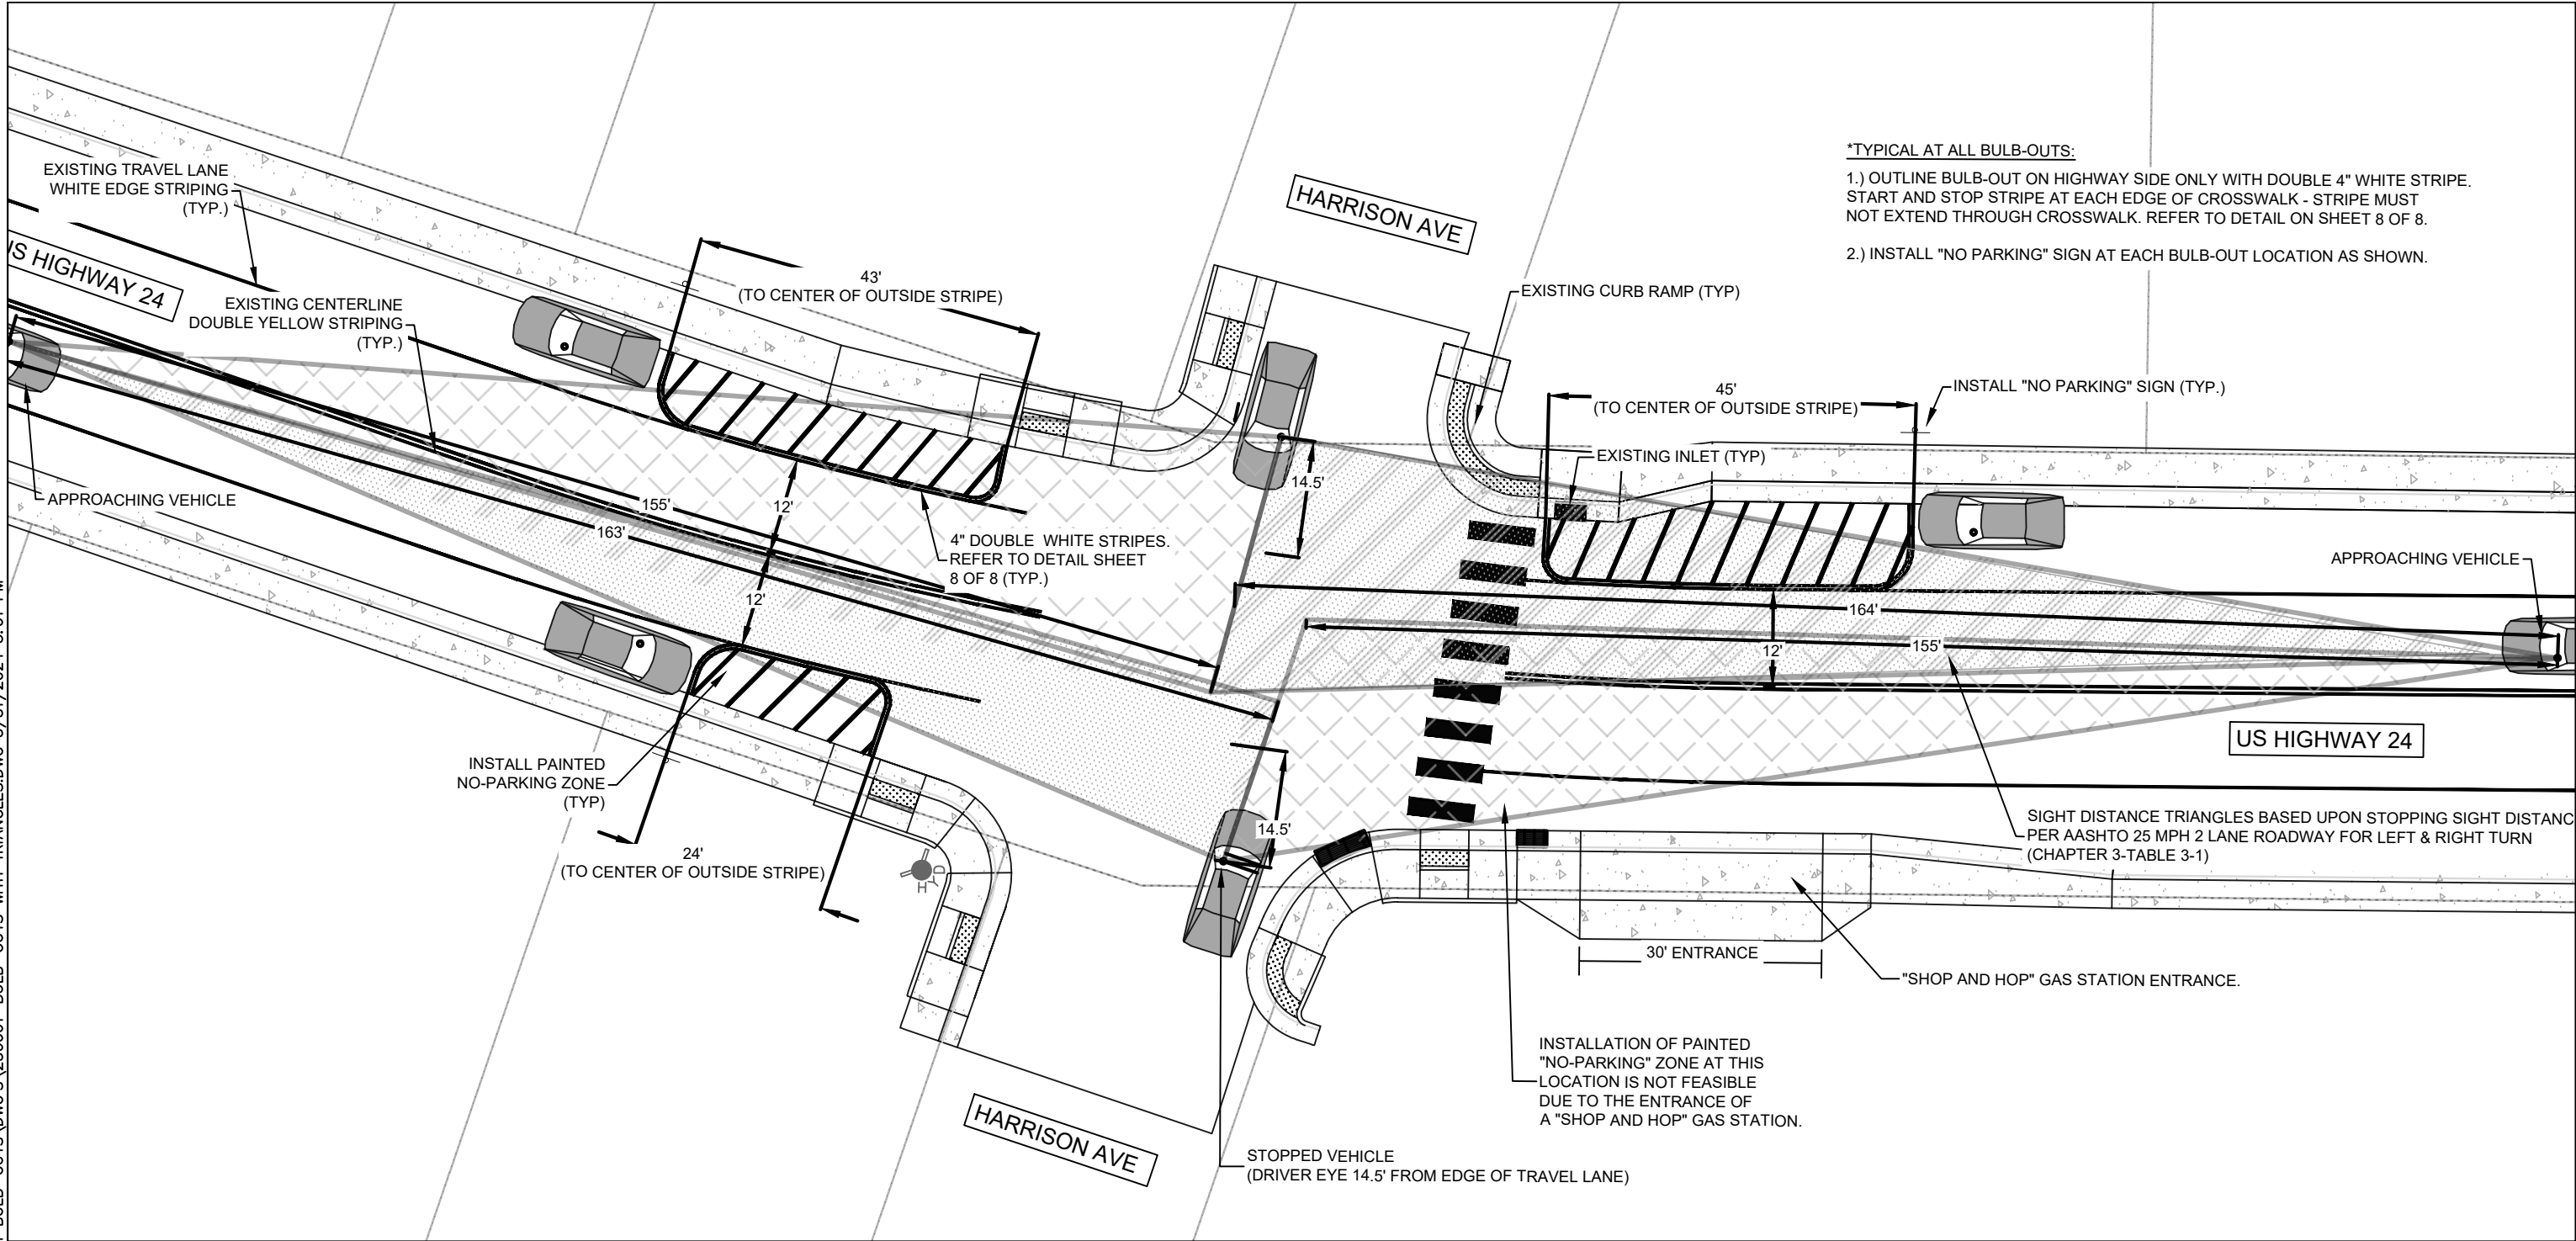 *TYPICAL AT ALL BULB-OUTS:
1.) OUTLINE BULB-OUT ON HIGHWAY SIDE ONLY WITH DOUBLE 4" WHITE STRIPE.
START AND STOP STRIPE AT EACH EDGE OF CROSSWALK - STRIPE MUST
NOT EXTEND THROUGH CROSSWALK. REFER TO DETAIL ON SHEET 8 OF 8.
2.) INSTALL "NO PARKING" SIGN AT EACH BULB-OUT LOCATION AS SHOWN.
EXISTING TRAVEL LANE
WHITE EDGE STRIPING
(TYP.)
US HIGHWAY 24
EXISTING CENTERLINE
DOUBLE YELLOW STRIPING
(TYP.)
43'
(TO CENTER OF OUTSIDE STRIPE)
HARRISON AVE
EXISTING CURB RAMP (TYP)
45'
(TO CENTER OF OUTSIDE STRIPE)
INSTALL "NO PARKING" SIGN (TYP.)
EXISTING INLET (TYP)
APPROACHING VEHICLE
155'
163'
12'
12'
14.5'
4" DOUBLE WHITE STRIPES.
REFER TO DETAIL SHEET
8 OF 8 (TYP.)
APPROACHING VEHICLE
164'
155'
12'
US HIGHWAY 24
INSTALL PAINTED
NO-PARKING ZONE
(TYP)
24'
(TO CENTER OF OUTSIDE STRIPE)
HYD
14.5'
SIGHT DISTANCE TRIANGLES BASED UPON STOPPING SIGHT DISTANC
PER AASHTO 25 MPH 2 LANE ROADWAY FOR LEFT & RIGHT TURN
(CHAPTER 3-TABLE 3-1)
30' ENTRANCE
"SHOP AND HOP" GAS STATION ENTRANCE.
INSTALLATION OF PAINTED
"NO-PARKING" ZONE AT THIS
LOCATION IS NOT FEASIBLE
DUE TO THE ENTRANCE OF
A "SHOP AND HOP" GAS STATION.
HARRISON AVE
STOPPED VEHICLE
(DRIVER EYE 14.5' FROM EDGE OF TRAVEL LANE)